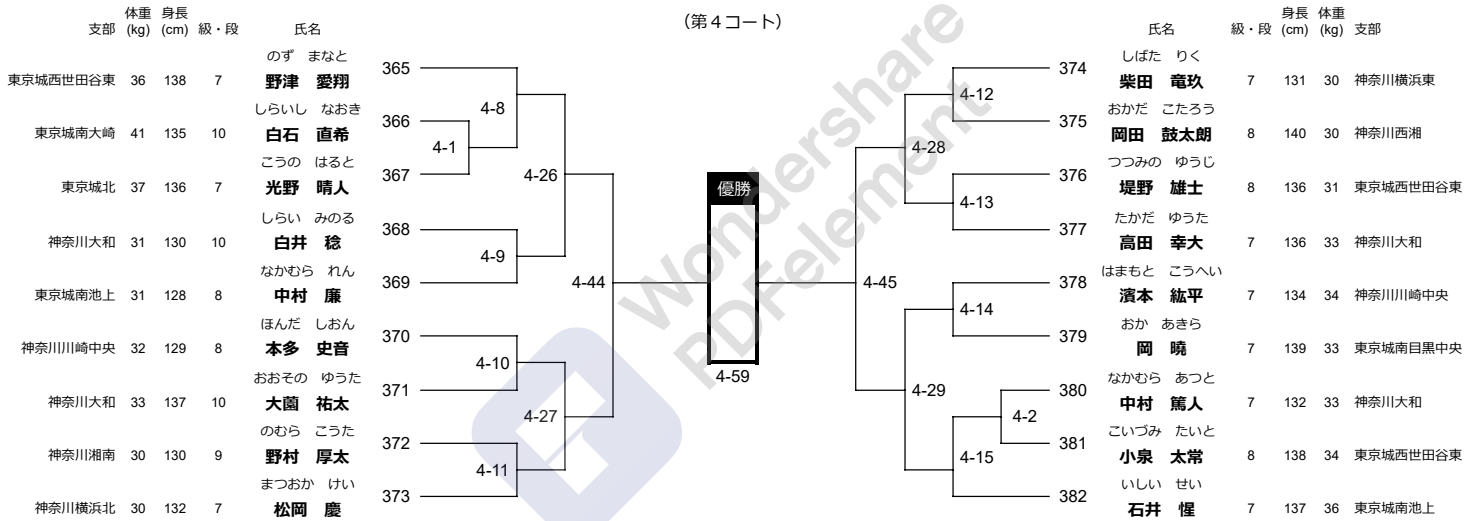 (第４コート)
支部 体重(kg) 身長(cm) 級・段 氏名
のず まなと
東京城西世田谷東 36 138 7 野津 愛翔 365
しらいし なおき
東京城南大崎 41 135 10 白石 直希 366
こうの はると
東京城北 37 136 7 光野 晴人 367
しらい みのる
神奈川大和 31 130 10 白井 稔 368
なかむら れん
東京城南池上 31 128 8 中村 廉 369
ほんだ しおん
神奈川川崎中央 32 129 8 本多 史音 370
おおその ゆうた
神奈川大和 33 137 10 大薗 祐太 371
のむら こうた
神奈川湘南 30 130 9 野村 厚太 372
まつおか けい
神奈川横浜北 30 132 7 松岡 慶 373
4-8
4-1
4-26
4-9
4-44
4-10
4-27
4-11
優勝
4-59
4-12
4-28
4-13
4-45
4-14
4-29
4-2
4-15
氏名 級・段 身長(cm) 体重(kg) 支部
しばた りく
374 柴田 竜玖 7 131 30 神奈川横浜東
おかだ こたろう
375 岡田 鼓太朗 8 140 30 神奈川西湘
つつみの ゆうじ
376 堤野 雄士 8 136 31 東京城西世田谷東
たかだ ゆうた
377 高田 幸大 7 136 33 神奈川大和
はまもと こうへい
378 濱本 紘平 7 134 34 神奈川川崎中央
おか あきら
379 岡 曉 7 139 33 東京城南目黒中央
なかむら あつと
380 中村 篤人 7 132 33 神奈川大和
こいづみ たいと
381 小泉 太常 8 138 34 東京城西世田谷東
いしい せい
382 石井 惺 7 137 36 東京城南池上
Wondershare
PDFelement